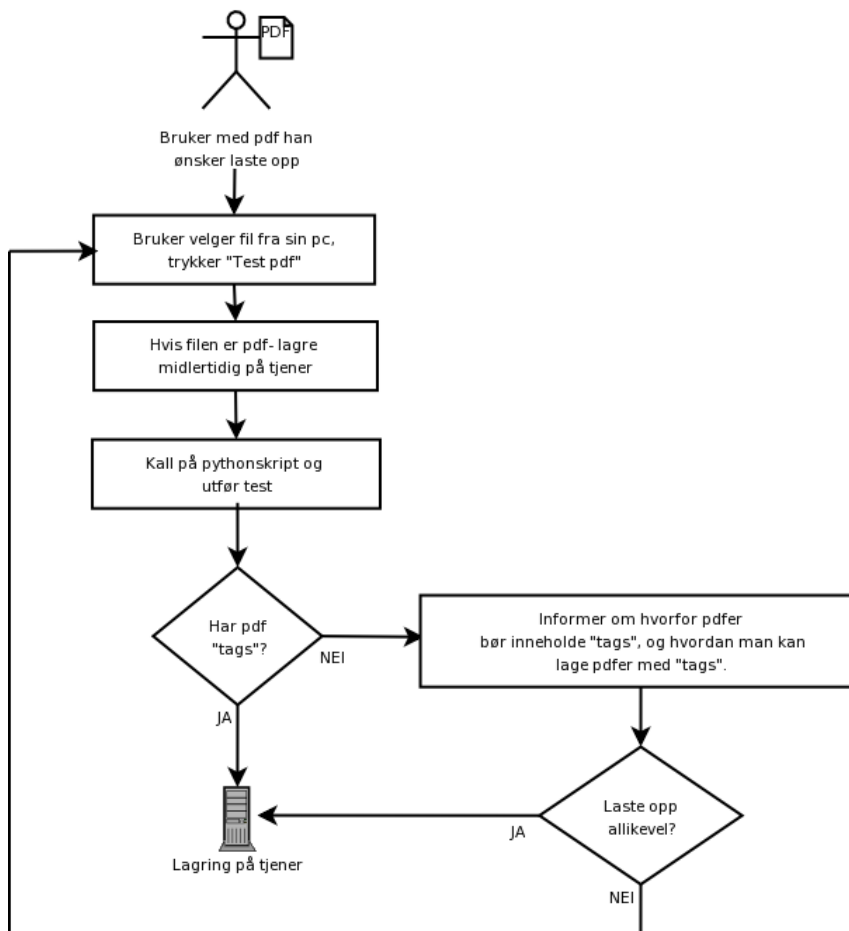 PDF
Bruker med pdf han
ønsker laste opp
Bruker velger fil fra sin pc,
trykker "Test pdf"
Hvis filen er pdf- lagre
midlertidig på tjener
Kall på pythonskript og
utfør test
Har pdf
"tags"?
NEI
Informer om hvorfor pdfer
bør inneholde "tags", og hvordan man kan
lage pdfer med "tags".
JA
Laste opp
allikevel?
JA
Lagring på tjener
NEI